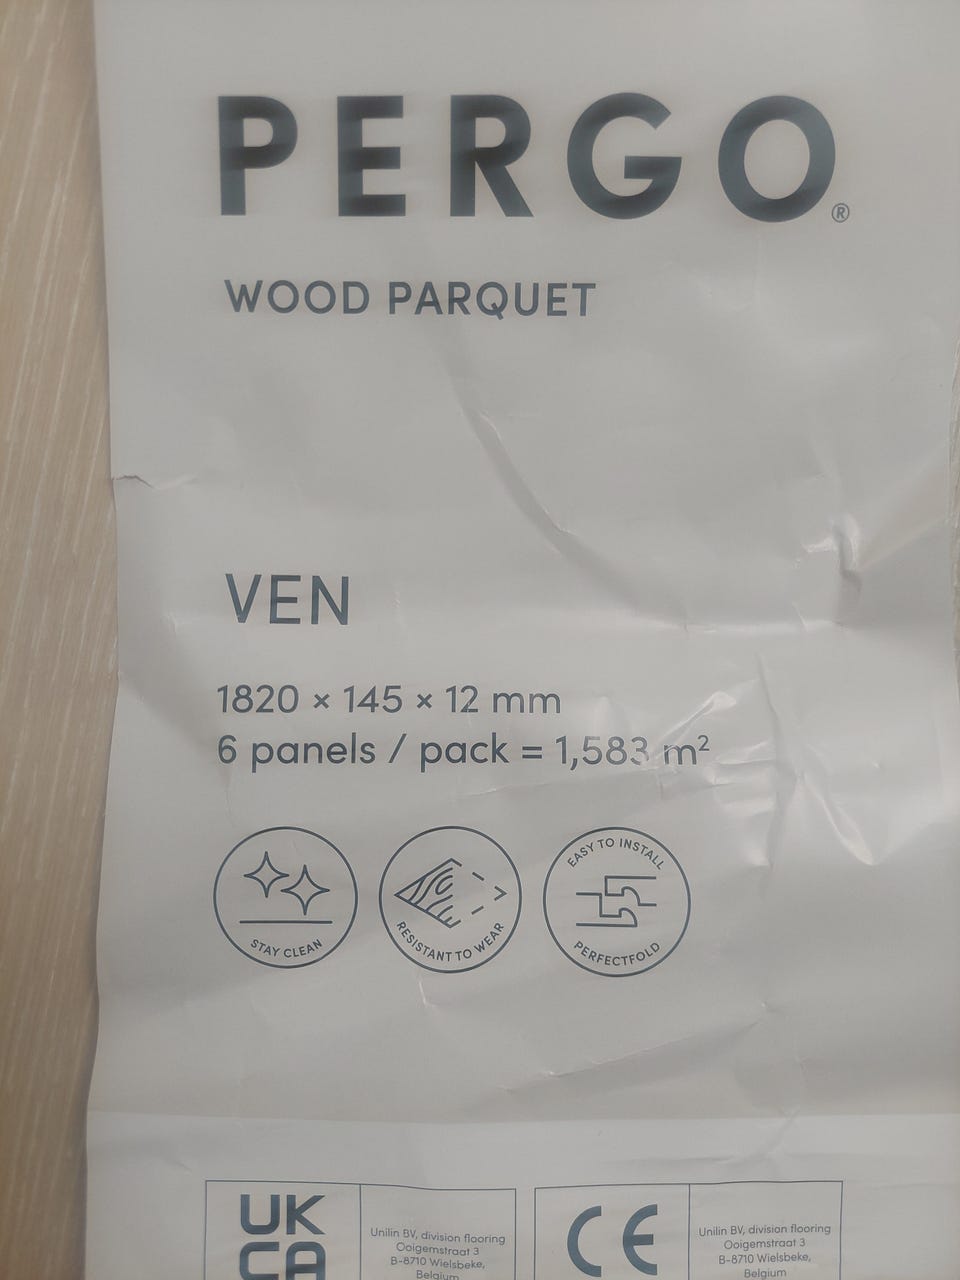 PERGO®
WOOD PARQUET
VEN
1820 × 145 × 12 mm
6 panels / pack = 1,583 m²
STAY CLEAN
RESISTANT TO WEAR
EASY TO INSTALL
PERFECTFOLD
UK
CA
Unilin BV, division flooring
Ooigemstraat 3
B-8710 Wielsbeke,
Belgium
CE
Unilin BV, division flooring
Ooigemstraat 3
B-8710 Wielsbeke,
Belgium